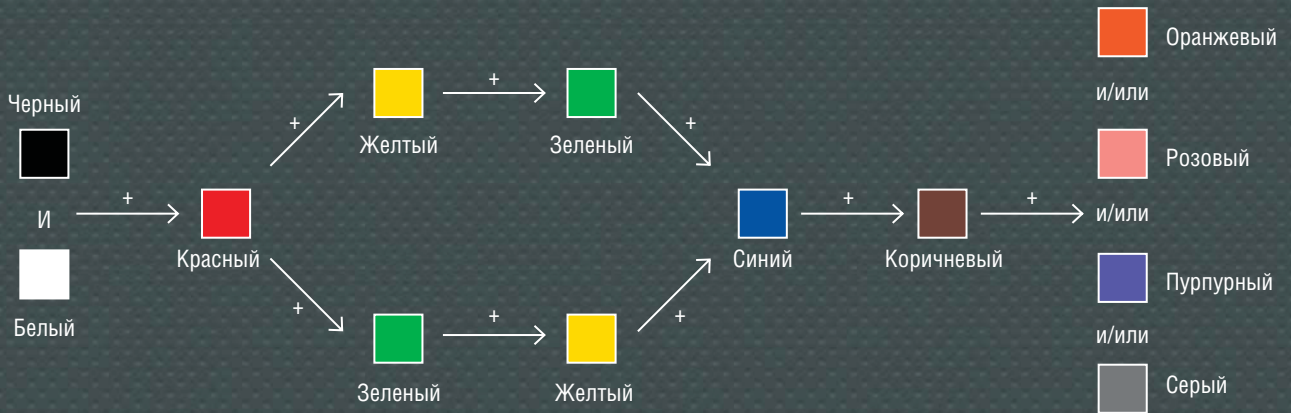 Черный
И
Белый
+
Красный
+
+
Желтый
+
Зеленый
+
Зеленый
+
Желтый
+
Синий
+
Коричневый
+
Оранжевый
и/или
Розовый
и/или
Пурпурный
и/или
Серый